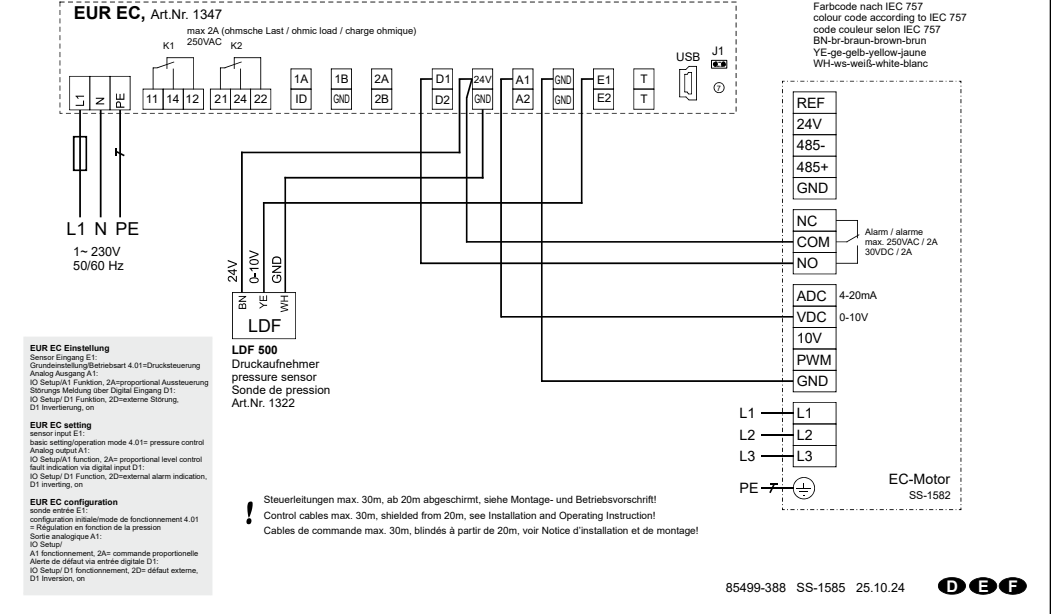 EUR EC, Art.Nr. 1347
max 2A (ohmsche Last / ohmic load / charge ohmique)
250VAC
K1 K2
L1 N PE
11 14 12
21 24 22
1A
ID
1B
GND
2A
2B
D1
D2
24V
GND
A1
A2
GND
GND
E1
E2
T
T
USB
J1
7
Farbcode nach IEC 757
colour code according to IEC 757
code couleur selon IEC 757
BN-br-braun-brown-brun
YE-ge-gelb-yellow-jaune
WH-ws-weiß-white-blanc
L1 N PE
1~ 230V
50/60 Hz
24V
0-10V
GND
BN
YE
WH
LDF
LDF 500
Druckaufnehmer
pressure sensor
Sonde de pression
Art.Nr. 1322
REF
24V
485-
485+
GND
NC
COM
NO
Alarm / alarme
max. 250VAC / 2A
30VDC / 2A
ADC 4-20mA
VDC 0-10V
10V
PWM
GND
L1 L1
L2 L2
L3 L3
PE
EC-Motor
SS-1582
EUR EC Einstellung
Sensor Eingang E1:
Grundeinstellung/Betriebsart 4.01=Drucksteuerung
Analog Ausgang A1:
IO Setup/A1 Funktion, 2A=proportional Aussteuerung
Störungs Meldung über Digital Eingang D1:
IO Setup/ D1 Funktion, 2D=externe Störung,
D1 Invertierung, on
EUR EC setting
sensor input E1:
basic setting/operation mode 4.01= pressure control
Analog output A1:
IO Setup/A1 function, 2A= proportional level control
fault indication via digital input D1:
IO Setup/ D1 Function, 2D=external alarm indication,
D1 inverting, on
EUR EC configuration
sonde entrée E1:
configuration initiale/mode de fonctionnement 4.01
= Régulation en fonction de la pression
Sortie analogique A1:
IO Setup/
A1 fonctionnement, 2A= commande proportionelle
Alerte de défaut via entrée digitale D1:
IO Setup/ D1 fonctionnement, 2D= défaut externe,
D1 Inversion, on
! Steuerleitungen max. 30m, ab 20m abgeschirmt, siehe Montage- und Betriebsvorschrift!
Control cables max. 30m, shielded from 20m, see Installation and Operating Instruction!
Cables de commande max. 30m, blindés à partir de 20m, voir Notice d'installation et de montage!
85499-388 SS-1585 25.10.24 D E F